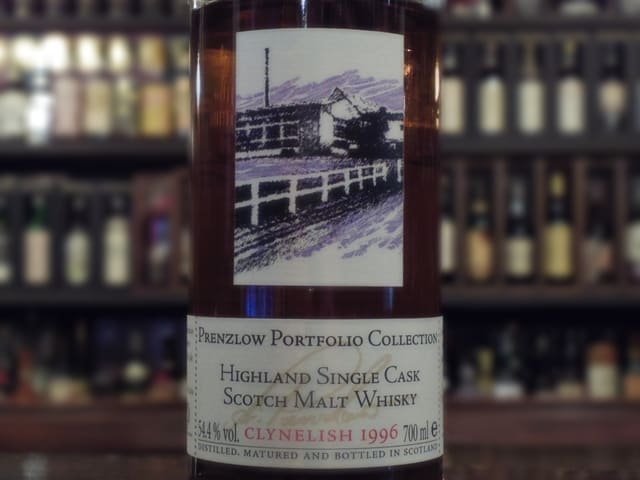 Prenzlow Portfolio Collection
Highland Single Cask
Scotch Malt Whisky
54.4 % vol. CLYNELISH 1996 700 ml e
DISTILLED, MATURED AND BOTTLED IN SCOTLAND